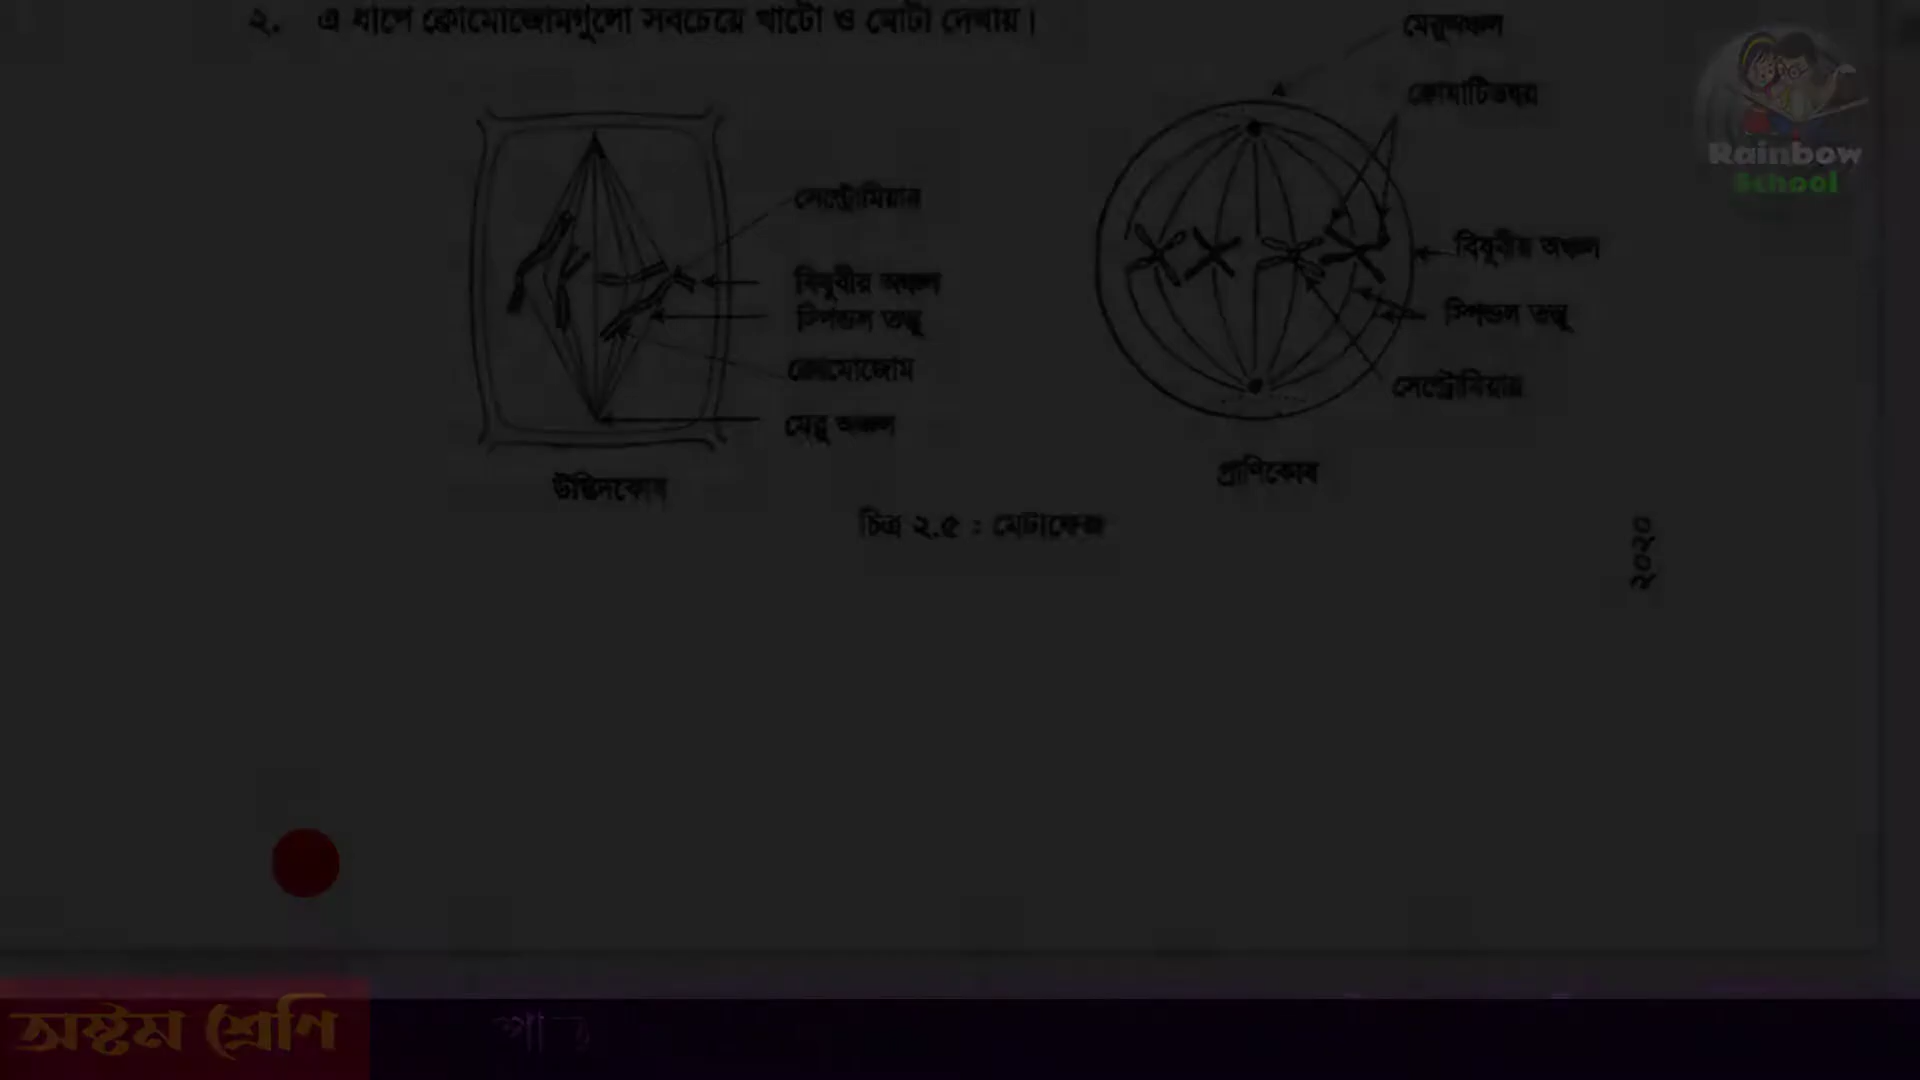 ২. এ ধাপে ক্রোমোজোমগুলো সবচেয়ে খাটো ও মোটা দেখায়।
মেরুঅঞ্চল
ক্রোমাটিডদ্বয়
Rainbow
School
সেন্ট্রোমিয়ার
বিষুবীয় অঞ্চল
স্পিন্ডল তন্তু
ক্রোমোজোম
মেরু অঞ্চল
বিষুবীয় অঞ্চল
স্পিন্ডল তন্তু
সেন্ট্রোমিয়ার
উদ্ভিদকোষ
প্রাণিকোষ
চিত্র ২.৫ : মেটাফেজ
২০২০
অষ্টম শ্রেণি